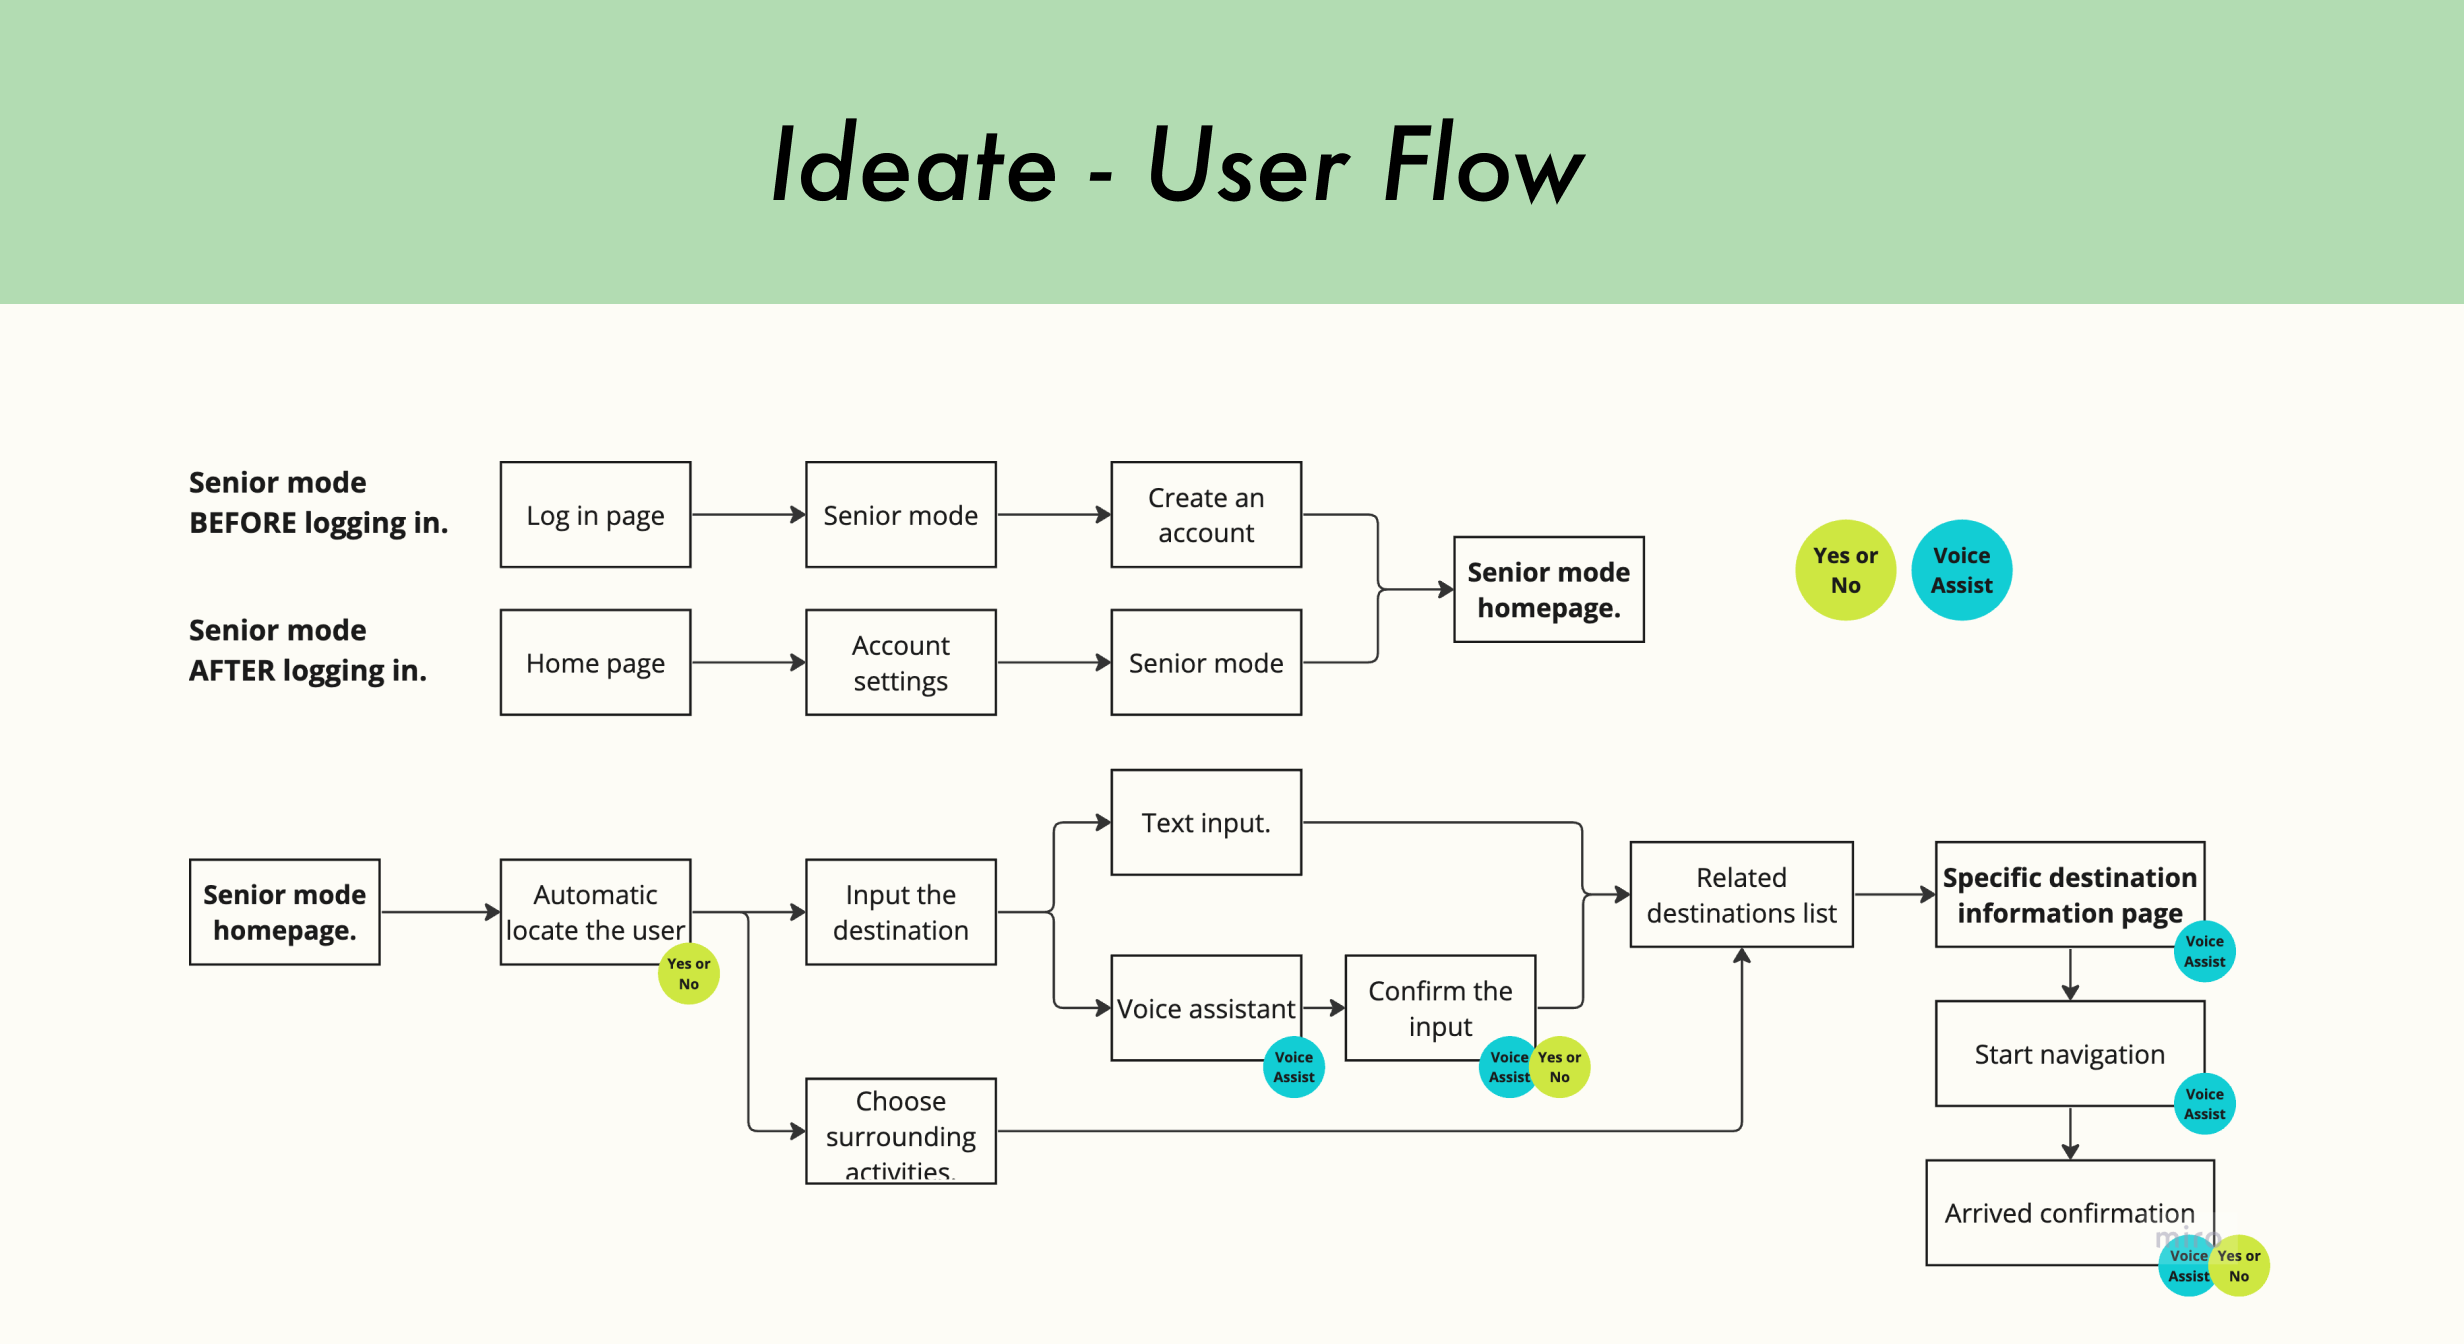 Ideate - User Flow
Senior mode
BEFORE logging in.
Log in page
Senior mode
Create an
account
Senior mode
homepage.
Yes or
No
Voice
Assist
Senior mode
AFTER logging in.
Home page
Account
settings
Senior mode
Senior mode
homepage.
Automatic
locate the user
Yes or
No
Input the
destination
Text input.
Voice assistant
Voice
Assist
Confirm the
input
Voice
Assist
Yes or
No
Choose
surrounding
activities.
Related
destinations list
Specific destination
information page
Voice
Assist
Start navigation
Voice
Assist
Arrived confirmation
miro
Voice
Assist
Yes or
No